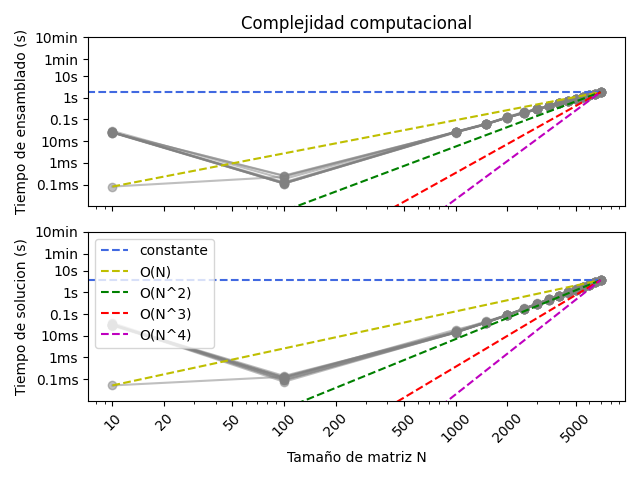 Complejidad computacional
Tiempo de ensamblado (s)
10min
1min
10s
1s
0.1s
10ms
1ms
0.1ms
Tiempo de solucion (s)
10min
1min
10s
1s
0.1s
10ms
1ms
0.1ms
constante
O(N)
O(N^2)
O(N^3)
O(N^4)
10
20
50
100
200
500
1000
2000
5000
Tamaño de matriz N